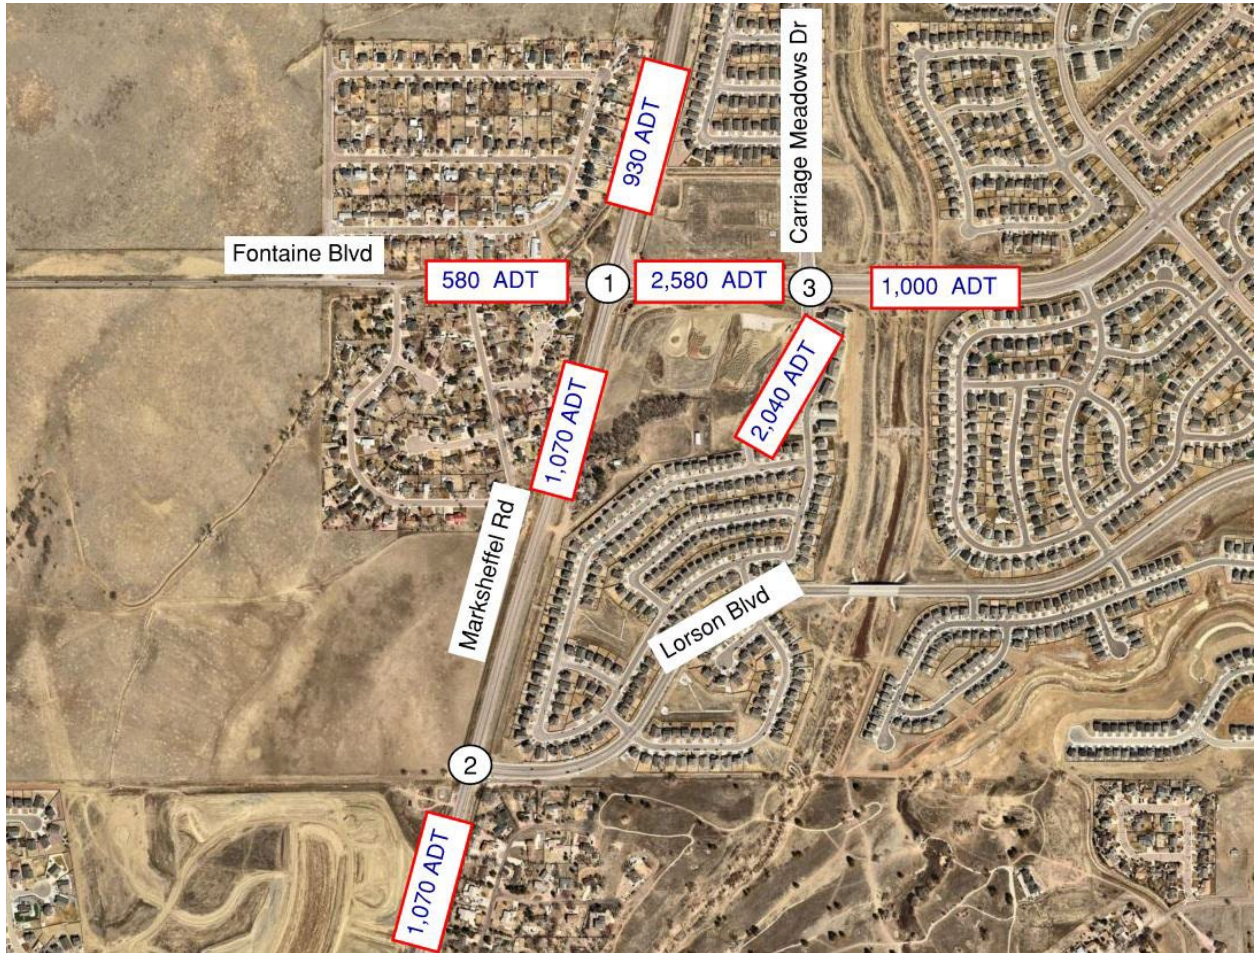 930 ADT
Carriage Meadows Dr
Fontaine Blvd
580 ADT
1
2,580 ADT
3
1,000 ADT
1,070 ADT
2,040 ADT
Marksheffel Rd
Lorson Blvd
2
1,070 ADT